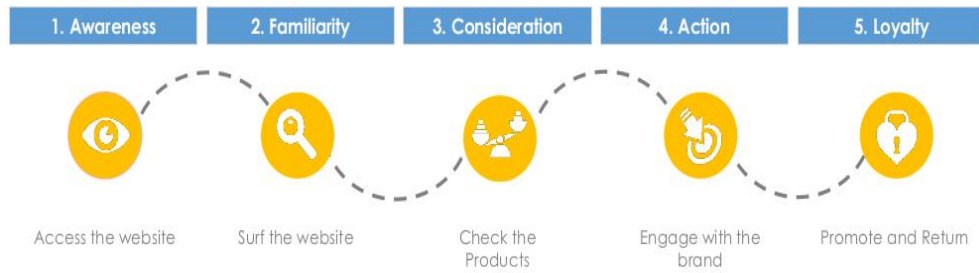 1. Awareness
2. Familiarity
3. Consideration
4. Action
5. Loyalty
Access the website
Surf the website
Check the
Products
Engage with the
brand
Promote and Return